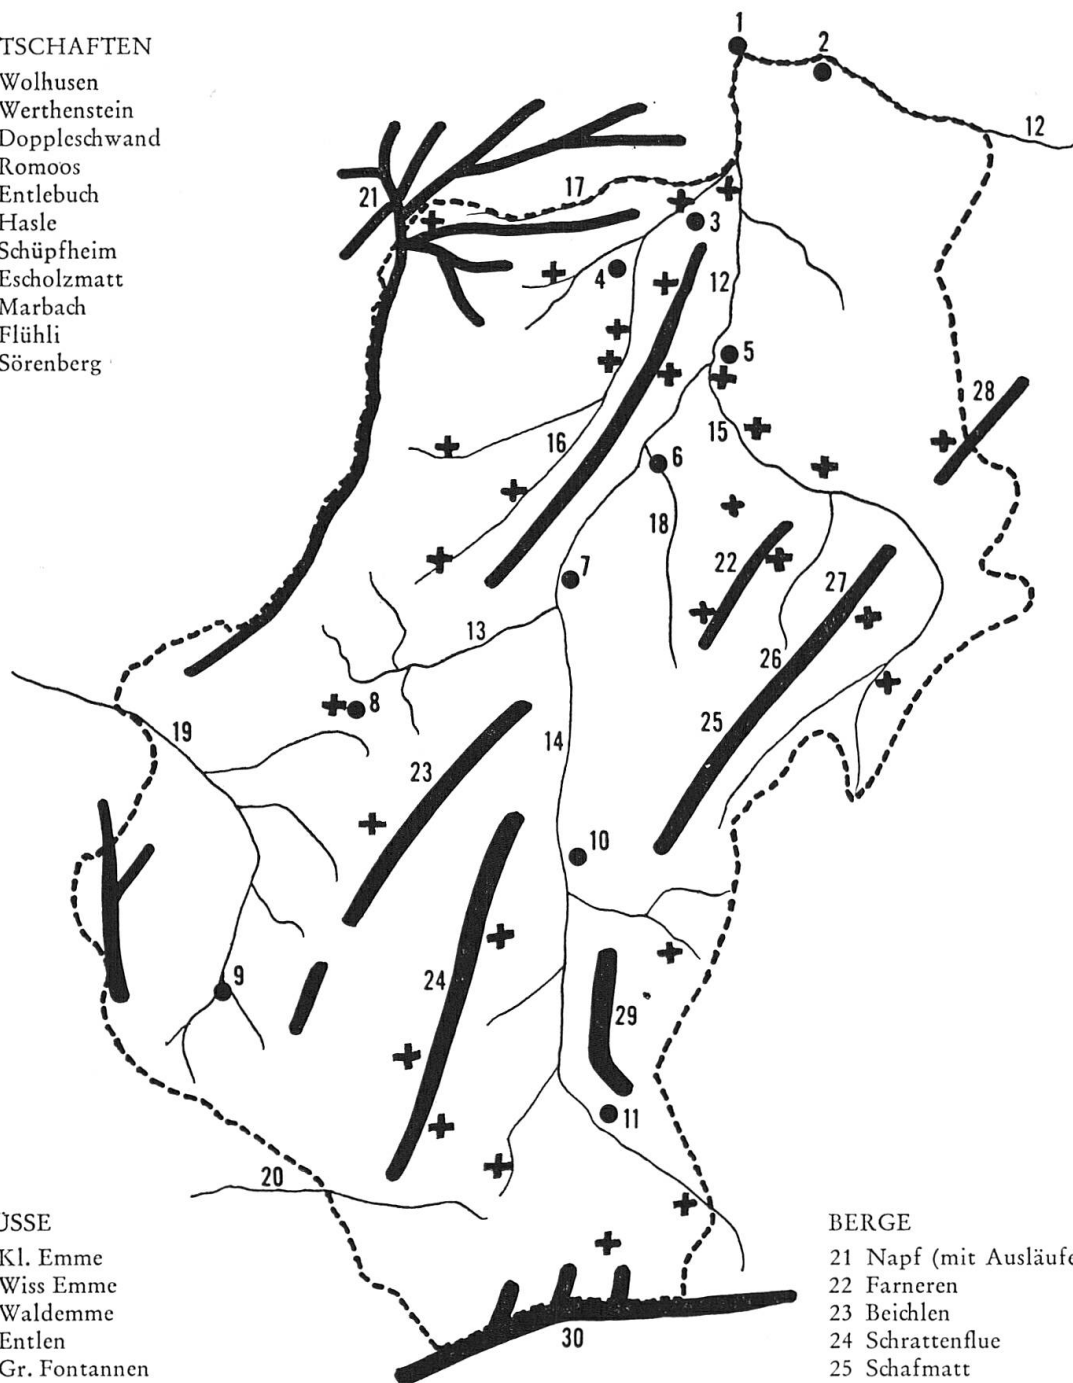 TSCHAFTEN
Wolhusen
Werthenstein
Doppleschwand
Romoos
Entlebuch
Hasle
Schüpfheim
Escholzmatt
Marbach
Flühli
Sörenberg
1
2
12
21
17
3
4
12
5
28
16
15
6
18
22
7
27
13
26
8
19
25
14
23
10
24
9
29
11
20
30
ÜSSE
Kl. Emme
Wiss Emme
Waldemme
Entlen
Gr. Fontannen
BERGE
21 Napf (mit Ausläufe
22 Farneren
23 Beichlen
24 Schrattenflue
25 Schafmatt